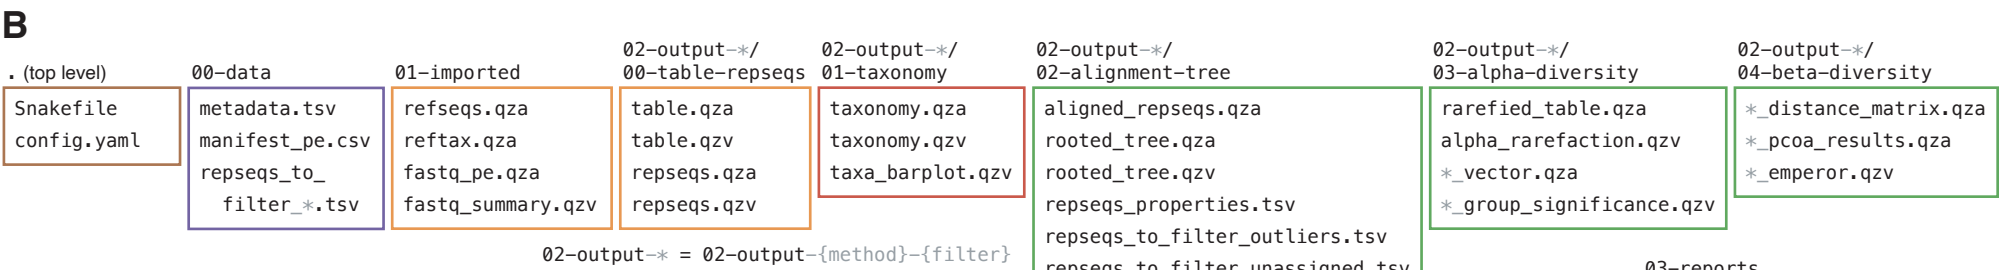 B
. (top level)
Snakefile
config.yaml
00-data
metadata.tsv
manifest_pe.csv
repseqs_to_
filter_*.tsv
01-imported
refseqs.qza
reftax.qza
fastq_pe.qza
fastq_summary.qzv
02-output-*/
00-table-repseqs
table.qza
table.qzv
repseqs.qza
repseqs.qzv
02-output-*/
01-taxonomy
taxonomy.qza
taxonomy.qzv
taxa_barplot.qzv
02-output-*/
02-alignment-tree
aligned_repseqs.qza
rooted_tree.qza
rooted_tree.qzv
repseqs_properties.tsv
repseqs_to_filter_outliers.tsv
repseqs_to_filter_unassigned.tsv
02-output-*/
03-alpha-diversity
rarefied_table.qza
alpha_rarefaction.qzv
*_vector.qza
*_group_significance.qzv
02-output-*/
04-beta-diversity
*_distance_matrix.qza
*_pcoa_results.qza
*_emperor.qzv
02-output-* = 02-output-{method}-{filter}
03-reports